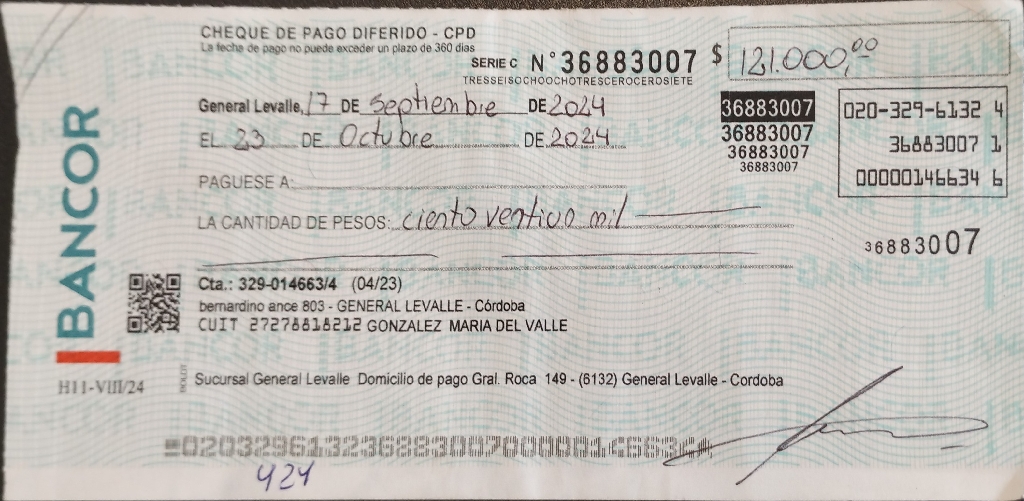 CHEQUE DE PAGO DIFERIDO - CPD
La fecha de pago no puede exceder un plazo de 360 días
SERIE C N° 36883007 $ 121.000,00
TRESSEISOCHOOCHOTRESCEROCEROSIETE
General Levalle, 17 DE Septiembre DE 2024
EL 23 DE Octubre DE 2024
PAGUESE A:
LA CANTIDAD DE PESOS: ciento ventiuo mil
36883007
36883007
36883007
36883007
020-329-6132 4
36883007 1
00000146634 6
36883007
BANCOR
H11-VIII/24
Cta.: 329-014663/4 (04/23)
bernardino ance 803 - GENERAL LEVALLE - Córdoba
CUIT 27278818212 GONZALEZ MARIA DEL VALLE
Sucursal General Levalle Domicilio de pago Gral. Roca 149 - (6132) General Levalle - Cordoba
424